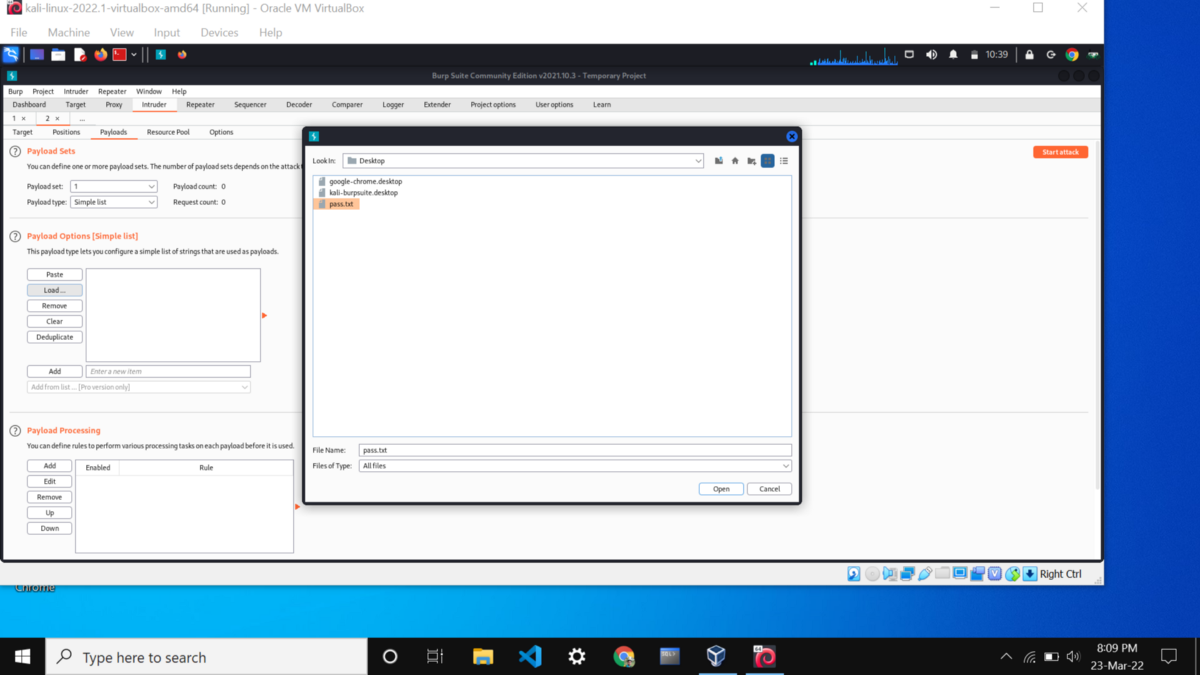 kali-linux-2022.1-virtualbox-amd64 [Running] - Oracle VM VirtualBox
File Machine View Input Devices Help
10:39
Burp Suite Community Edition v2021.10.3 - Temporary Project
Burp Project Intruder Repeater Window Help
Dashboard Target Proxy Intruder Repeater Sequencer Decoder Comparer Logger Extender Project options User options Learn
1 × 2 × ...
Target Positions Payloads Resource Pool Options
Payload Sets
Start attack
You can define one or more payload sets. The number of payload sets depends on the attack t
Payload set: 1 Payload count: 0
Payload type: Simple list Request count: 0
Payload Options [Simple list]
This payload type lets you configure a simple list of strings that are used as payloads.
Paste
Load ...
Remove
Clear
Deduplicate
Add Enter a new item
Add from list ... [Pro version only]
Payload Processing
You can define rules to perform various processing tasks on each payload before it is used.
Add Enabled Rule
Edit
Remove
Up
Down
Look In: Desktop
google-chrome.desktop
kali-burpsuite.desktop
pass.txt
File Name: pass.txt
Files of Type: All files
Open Cancel
Right Ctrl
Chrome
Type here to search
8:09 PM
23-Mar-22